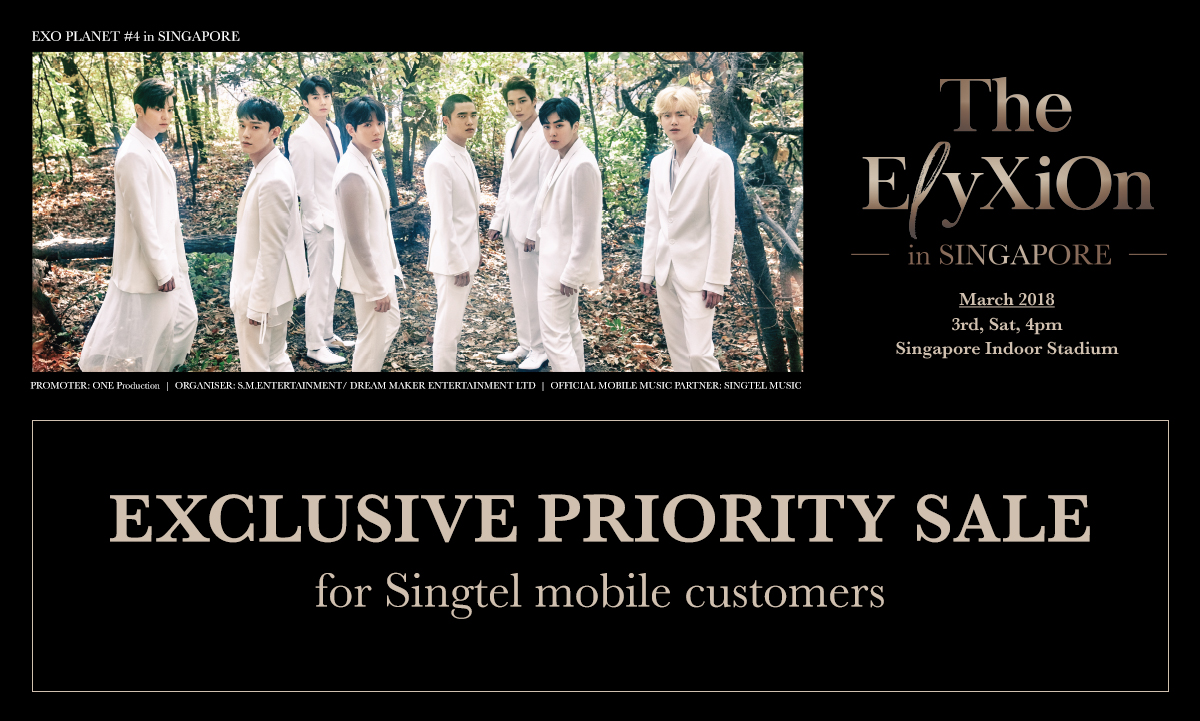 EXO PLANET #4 in SINGAPORE
The
ElyXiOn
in SINGAPORE
March 2018
3rd, Sat, 4pm
Singapore Indoor Stadium
PROMOTER: ONE Production | ORGANISER: S.M.ENTERTAINMENT/ DREAM MAKER ENTERTAINMENT LTD | OFFICIAL MOBILE MUSIC PARTNER: SINGTEL MUSIC
EXCLUSIVE PRIORITY SALE
for Singtel mobile customers